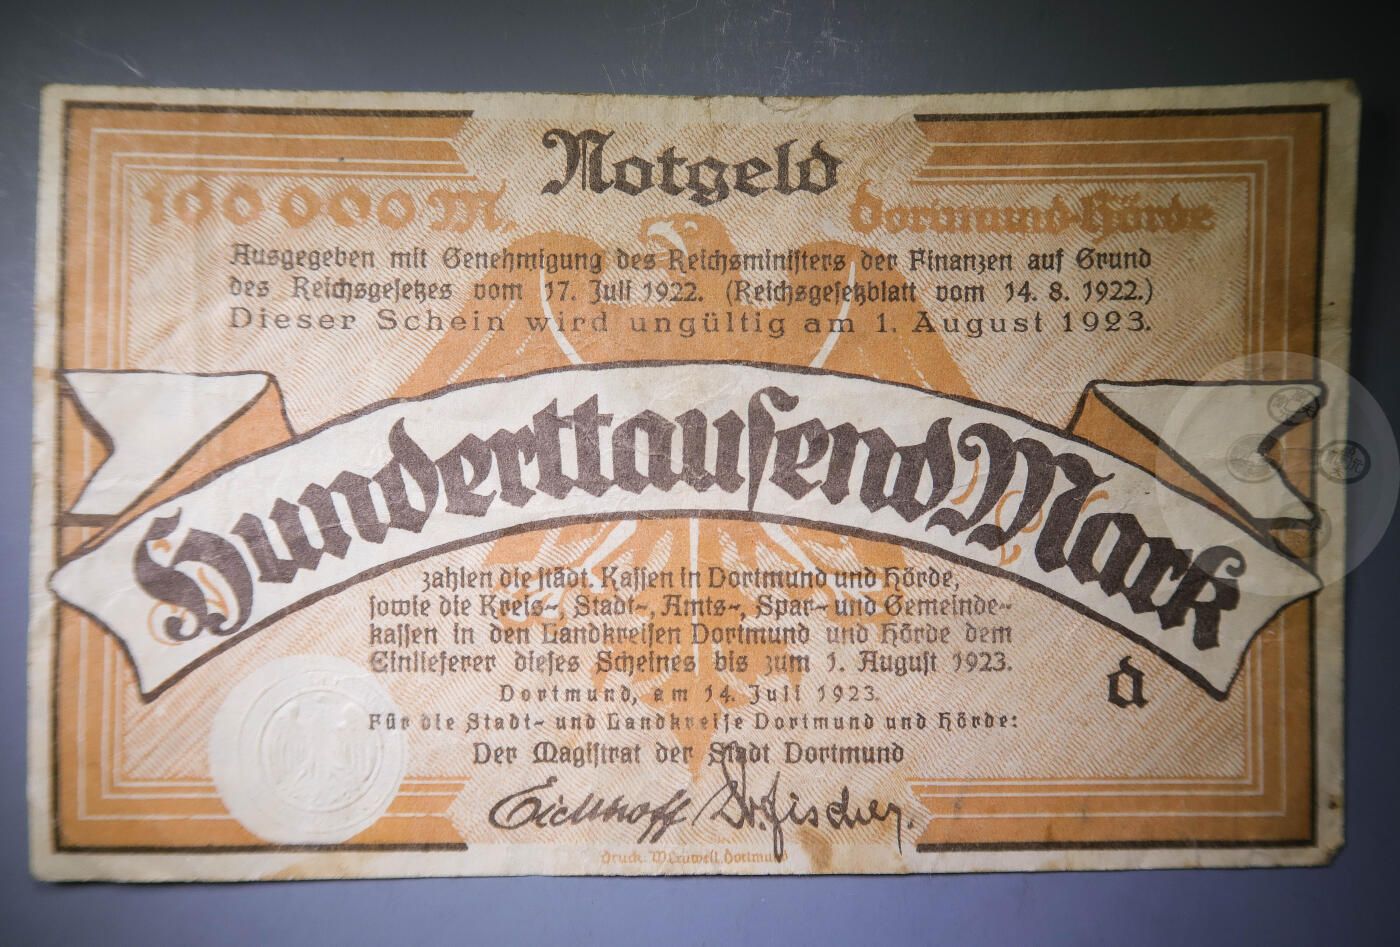 Notgeld
100000 M. Dortmund-Hörde
Ausgegeben mit Genehmigung des Reichsministers der Finanzen auf Grund
des Reichsgesetzes vom 17. Juli 1922. (Reichsgesetzblatt vom 14. 8. 1922.)
Dieser Schein wird ungültig am 1. August 1923.
Hunderttausend Mark
zahlen die städt. Kassen in Dortmund und Hörde,
sowie die Kreis-, Stadt-, Amts-, Spar- und Gemeinde-
kassen in den Landkreisen Dortmund und Hörde dem
Einlieferer dieses Scheines bis zum 1. August 1923.
d
Dortmund, am 14. Juli 1923.
Für die Stadt- und Landkreise Dortmund und Hörde:
Der Magistrat der Stadt Dortmund
Eichhoff Dr. Fischer.
Druck: W. Crüwell, Dortmund